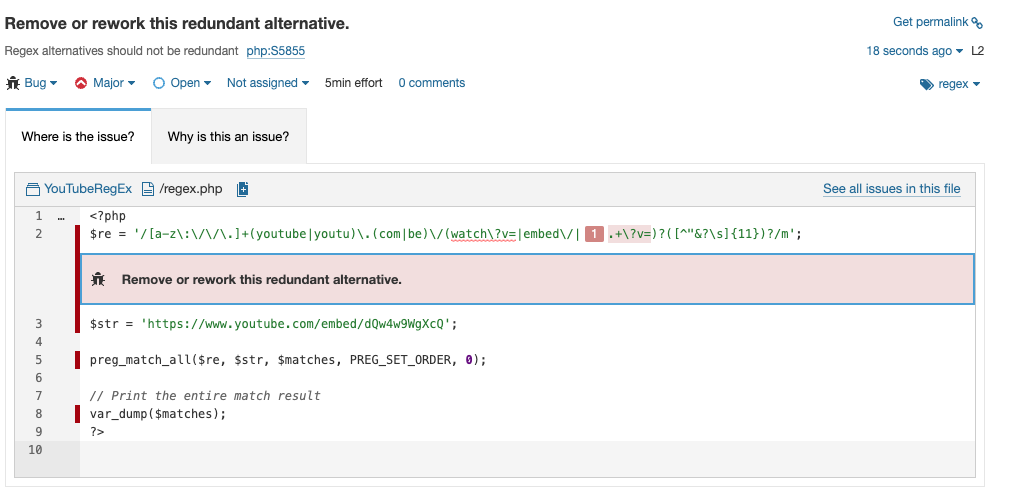 Remove or rework this redundant alternative.
Get permalink
Regex alternatives should not be redundant php:S5855
18 seconds ago L2
Bug Major Open Not assigned 5min effort 0 comments
regex
Where is the issue? Why is this an issue?
YouTubeRegEx /regex.php
See all issues in this file
1 … <?php
2 $re = '/[a-z\:\/\/\.]+(youtube|youtu)\.(com|be)\/(watch\?v=|embed\/| 1 .+\?v=)?([^"&?\s]{11})?/m';
Remove or rework this redundant alternative.
3 $str = 'https://www.youtube.com/embed/dQw4w9WgXcQ';
4
5 preg_match_all($re, $str, $matches, PREG_SET_ORDER, 0);
6
7 // Print the entire match result
8 var_dump($matches);
9 ?>
10